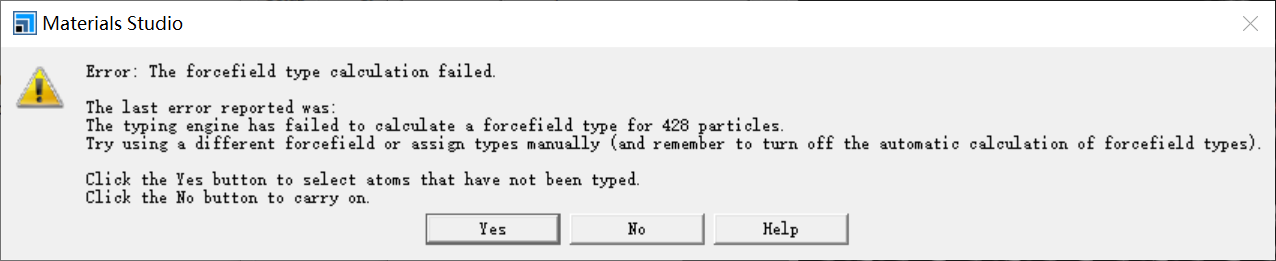 Materials Studio
Error: The forcefield type calculation failed.
The last error reported was:
The typing engine has failed to calculate a forcefield type for 428 particles.
Try using a different forcefield or assign types manually (and remember to turn off the automatic calculation of forcefield types).
Click the Yes button to select atoms that have not been typed.
Click the No button to carry on.
Yes
No
Help